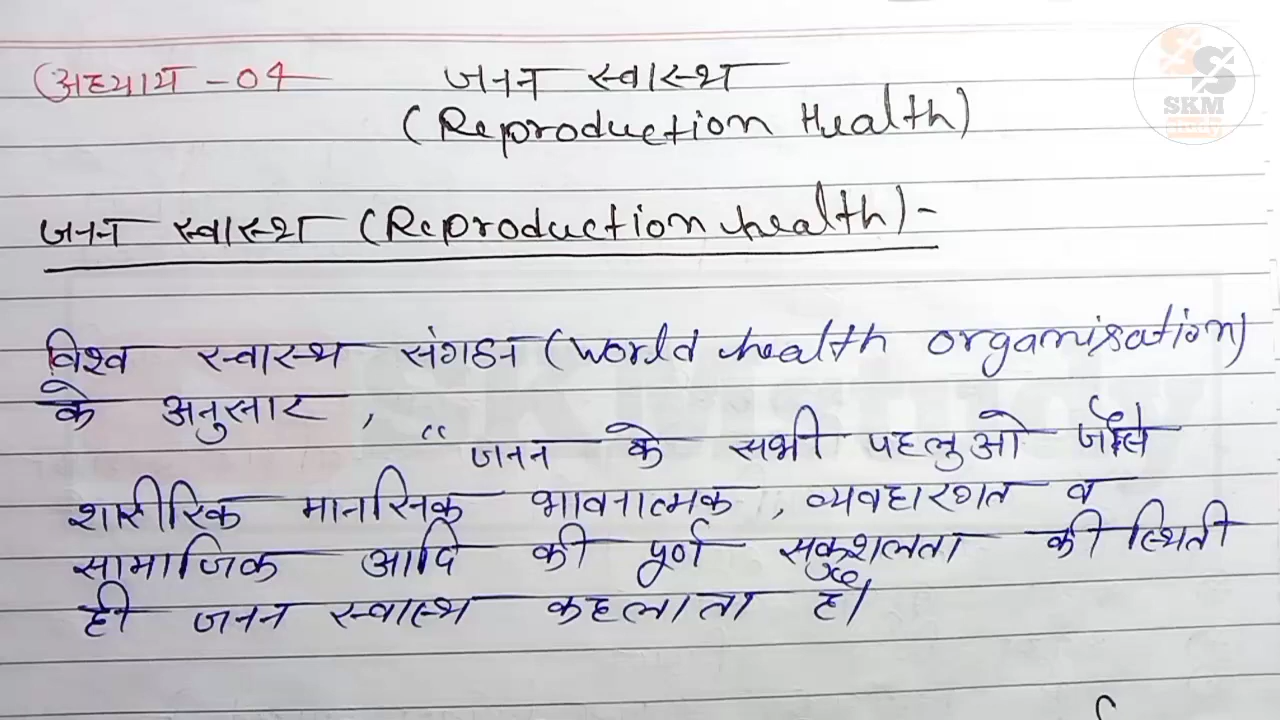 अध्याय - 04 जनन स्वास्थ
(Reproduction Health)
SKM
Study
जनन स्वास्थ (Reproduction health) -
विश्व स्वास्थ संगठन (World health organisation)
के अनुसार,
“जनन के सभी पहलुओ जैसे
शारीरिक मानसिक भावनात्मक, व्यवहारगत व
सामाजिक आदि की पूर्ण सकुशलता की स्थिती
ही जनन स्वास्थ कहलाता है।